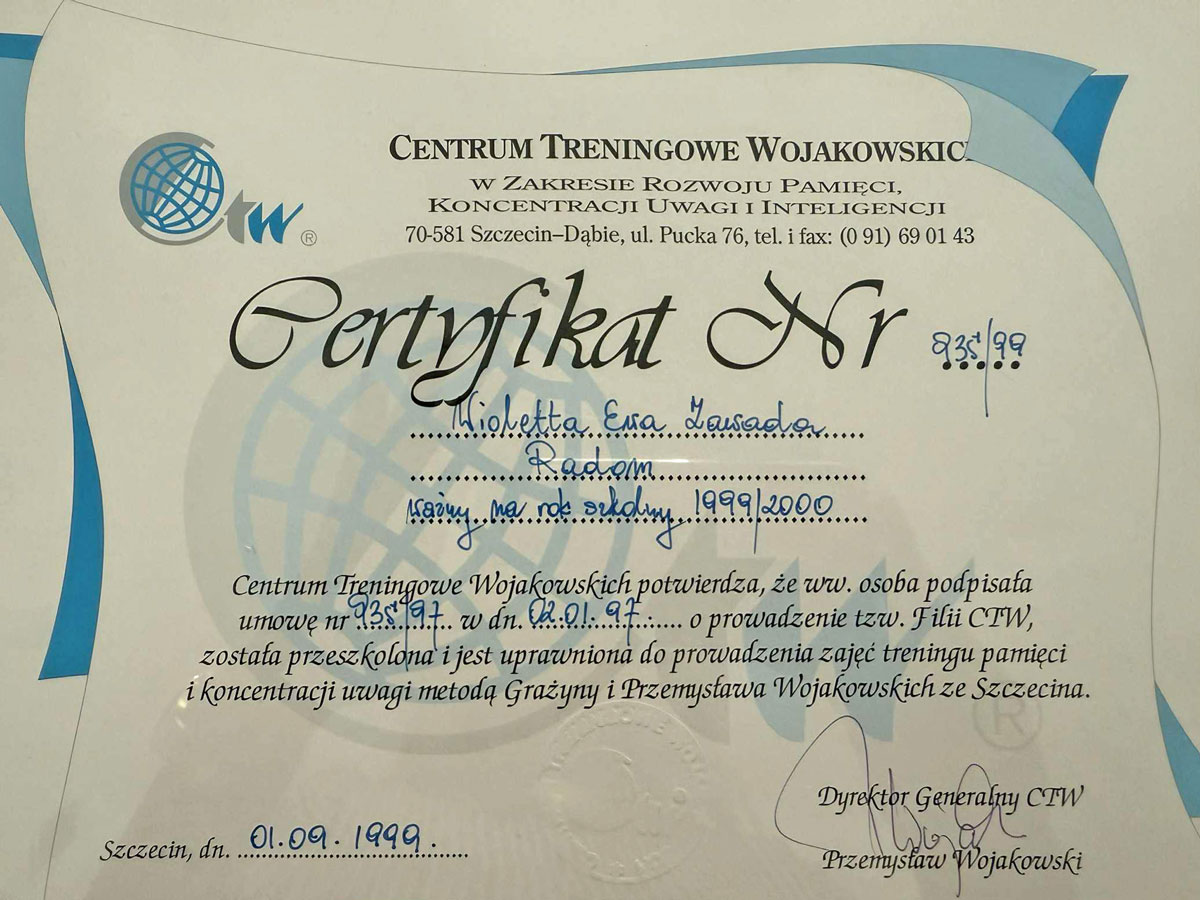 CENTRUM TRENINGOWE WOJAKOWSKIC
W ZAKRESIE ROZWOJU PAMIĘCI,
KONCENTRACJI UWAGI I INTELIGENCJI
70-581 Szczecin–Dąbie, ul. Pucka 76, tel. i fax: (0 91) 69 01 43
ctw ®
Certyfikat Nr 935/99
Wioletta Ewa Zawada
Radom
ważny na rok szkolny 1999/2000
Centrum Treningowe Wojakowskich potwierdza, że ww. osoba podpisała
umowę nr 935/97 w dn. 02.01.97. o prowadzenie tzw. Filii CTW,
została przeszkolona i jest uprawniona do prowadzenia zajęć treningu pamięci
i koncentracji uwagi metodą Grażyny i Przemysława Wojakowskich ze Szczecina.
Dyrektor Generalny CTW
Szczecin, dn. 01.09.1999.
Przemysław Wojakowski